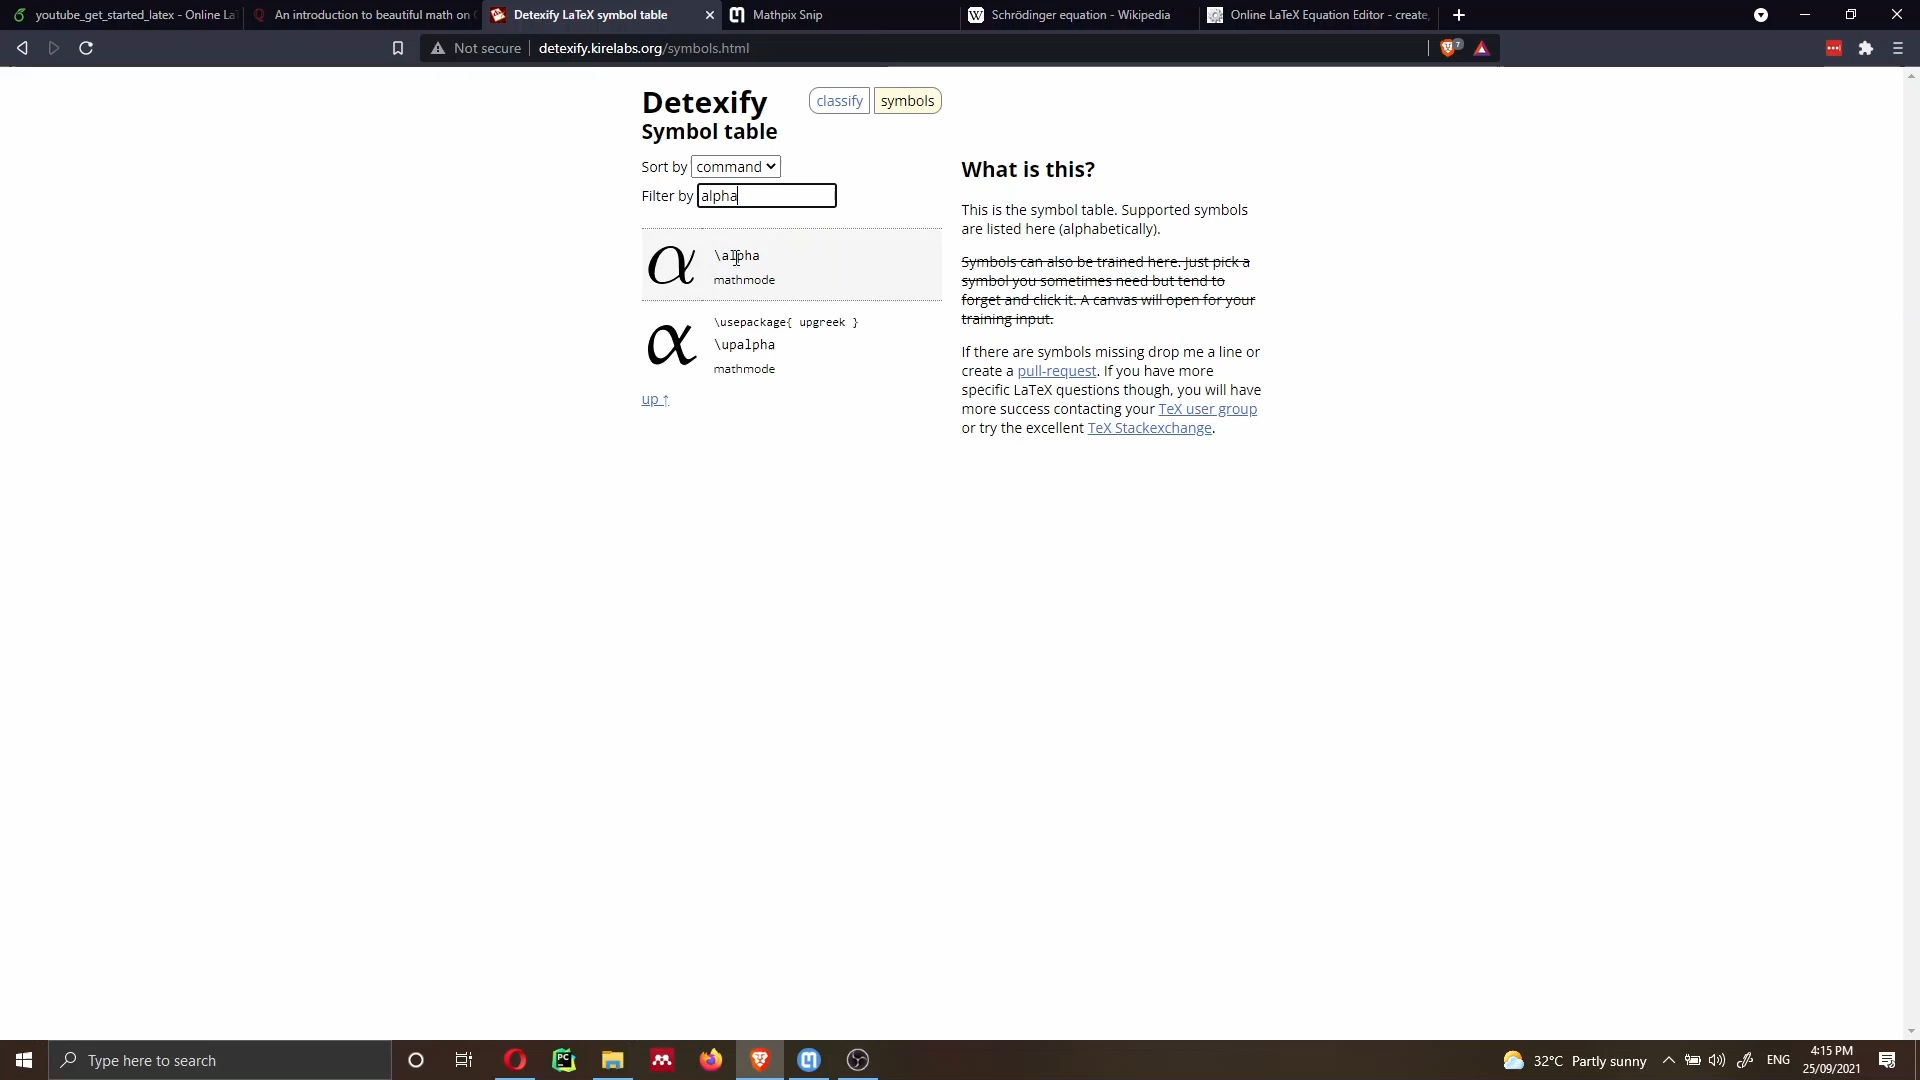 youtube_get_started_latex - Online La
An introduction to beautiful math on
Detexify LaTeX symbol table
Mathpix Snip
Schrödinger equation - Wikipedia
Online LaTeX Equation Editor - create,
Not secure
detexify.kirelabs.org/symbols.html
7
Detexify
classify
symbols
Symbol table
Sort by command
Filter by alpha
α
\alpha
mathmode
α
\usepackage{ upgreek }
\upalpha
mathmode
up ↑
What is this?
This is the symbol table. Supported symbols
are listed here (alphabetically).
Symbols can also be trained here. Just pick a
symbol you sometimes need but tend to
forget and click it. A canvas will open for your
training input.
If there are symbols missing drop me a line or
create a pull-request. If you have more
specific LaTeX questions though, you will have
more success contacting your TeX user group
or try the excellent TeX Stackexchange.
Type here to search
32°C Partly sunny
ENG
4:15 PM
25/09/2021